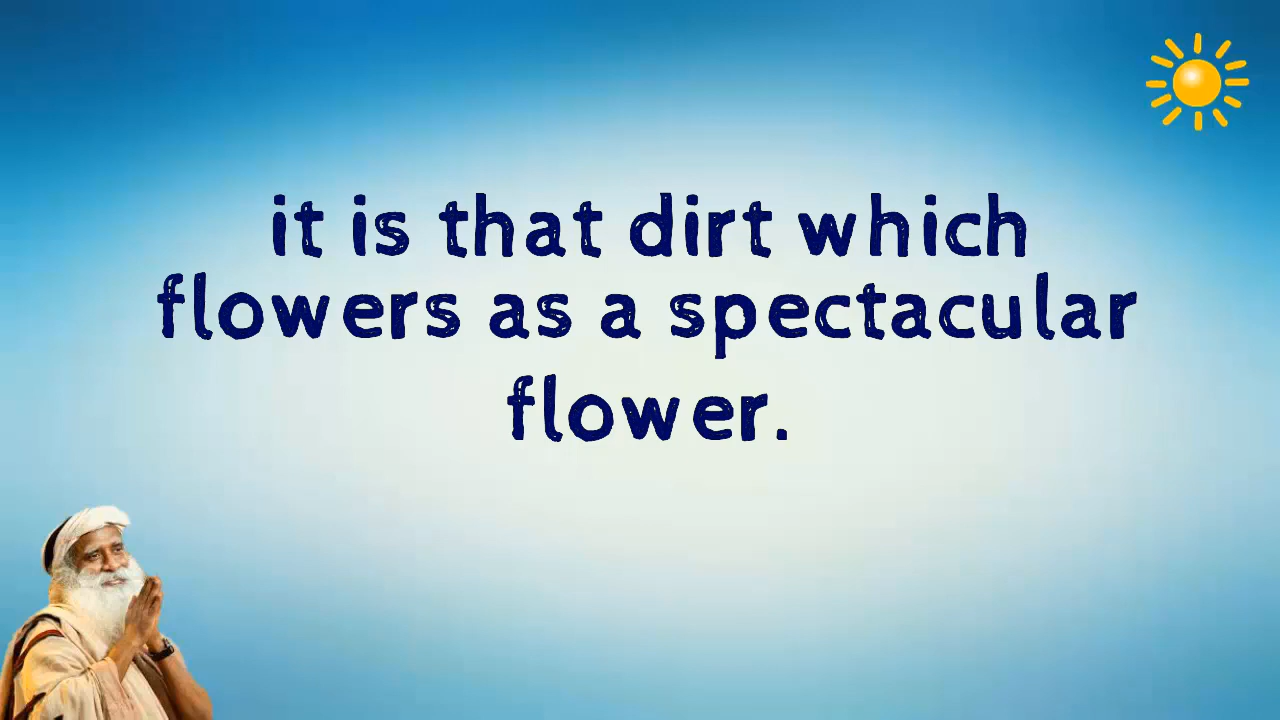 it is that dirt which
flowers as a spectacular
flower.